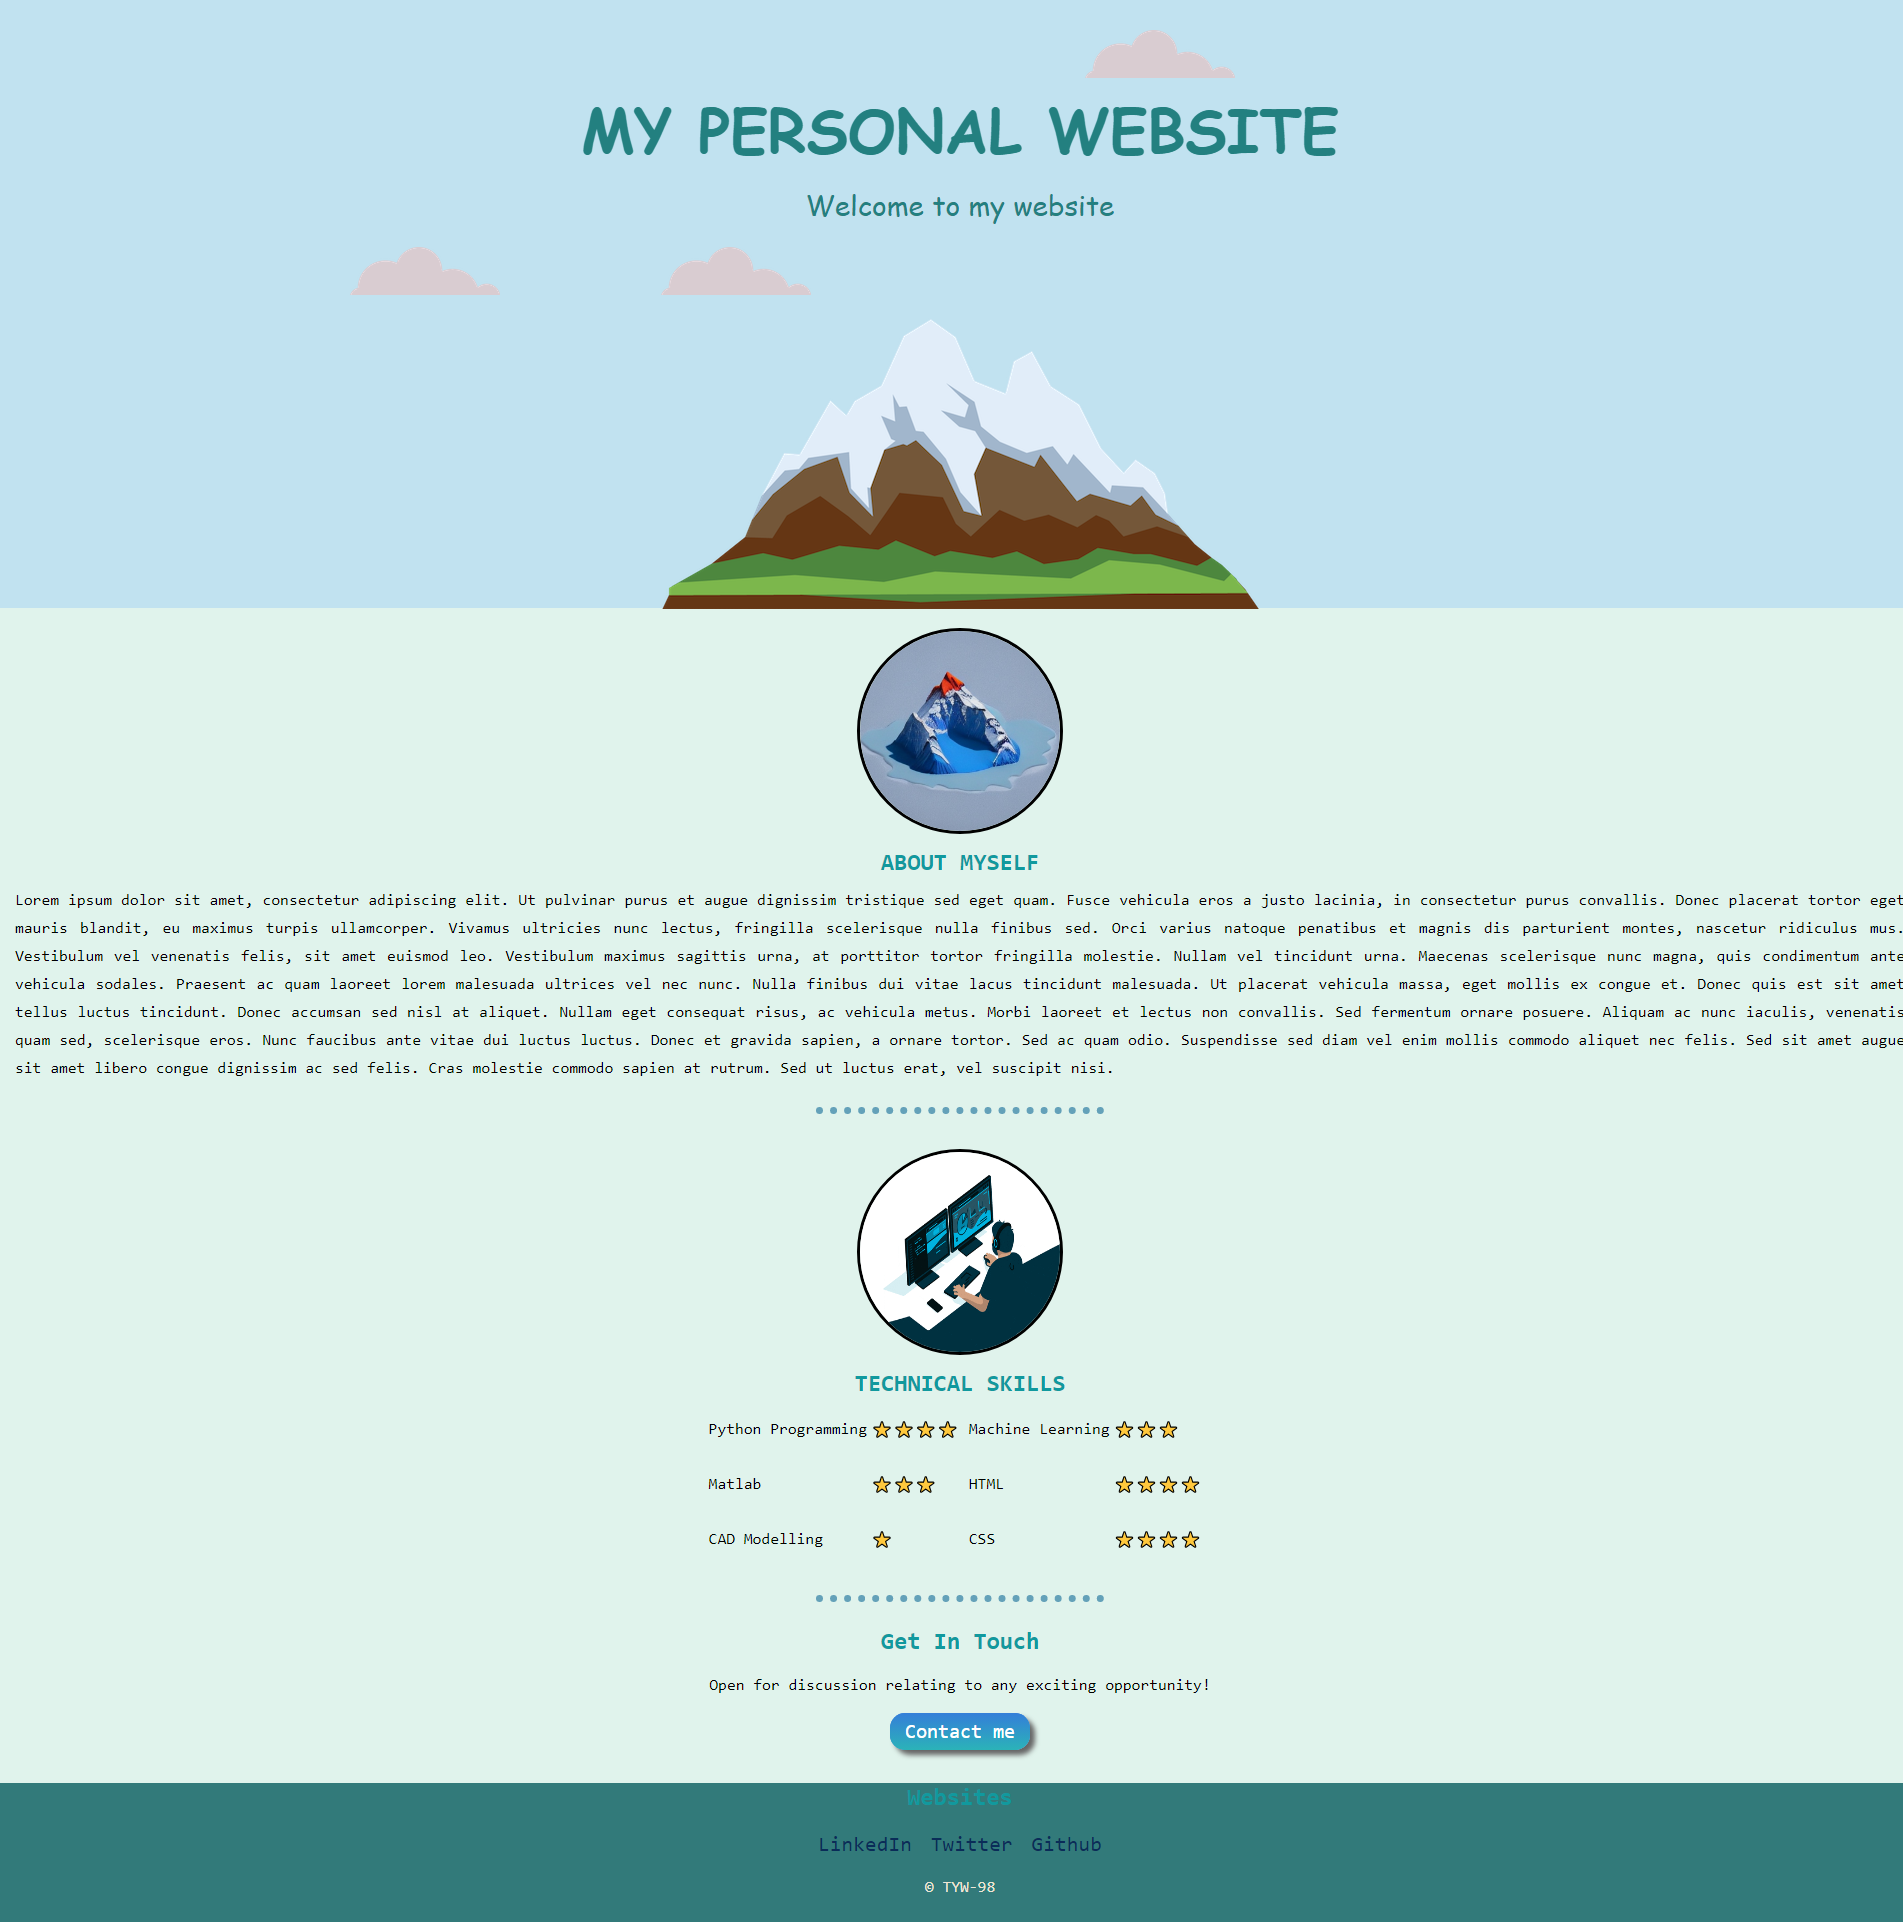 MY PERSONAL WEBSITE
Welcome to my website
ABOUT MYSELF
Lorem ipsum dolor sit amet, consectetur adipiscing elit. Ut pulvinar purus et augue dignissim tristique sed eget quam. Fusce vehicula eros a justo lacinia, in consectetur purus convallis. Donec placerat tortor eget
mauris blandit, eu maximus turpis ullamcorper. Vivamus ultricies nunc lectus, fringilla scelerisque nulla finibus sed. Orci varius natoque penatibus et magnis dis parturient montes, nascetur ridiculus mus.
Vestibulum vel venenatis felis, sit amet euismod leo. Vestibulum maximus sagittis urna, at porttitor tortor fringilla molestie. Nullam vel tincidunt urna. Maecenas scelerisque nunc magna, quis condimentum ante
vehicula sodales. Praesent ac quam laoreet lorem malesuada ultrices vel nec nunc. Nulla finibus dui vitae lacus tincidunt malesuada. Ut placerat vehicula massa, eget mollis ex congue et. Donec quis est sit amet
tellus luctus tincidunt. Donec accumsan sed nisl at aliquet. Nullam eget consequat risus, ac vehicula metus. Morbi laoreet et lectus non convallis. Sed fermentum ornare posuere. Aliquam ac nunc iaculis, venenatis
quam sed, scelerisque eros. Nunc faucibus ante vitae dui luctus luctus. Donec et gravida sapien, a ornare tortor. Sed ac quam odio. Suspendisse sed diam vel enim mollis commodo aliquet nec felis. Sed sit amet augue
sit amet libero congue dignissim ac sed felis. Cras molestie commodo sapien at rutrum. Sed ut luctus erat, vel suscipit nisi.
TECHNICAL SKILLS
Python Programming Machine Learning
Matlab HTML
CAD Modelling CSS
Get In Touch
Open for discussion relating to any exciting opportunity!
Contact me
Websites
LinkedIn Twitter Github
© TYW-98